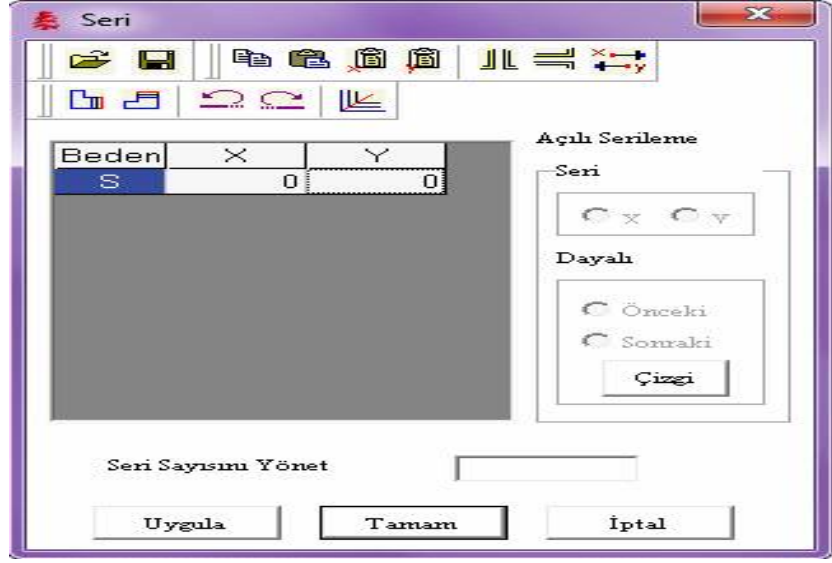 Seri
Açılı Serileme
Beden X Y
S 0 0
Seri
X Y
Dayalı
Önceki
Sonraki
Çizgi
Seri Sayısını Yönet
Uygula Tamam İptal